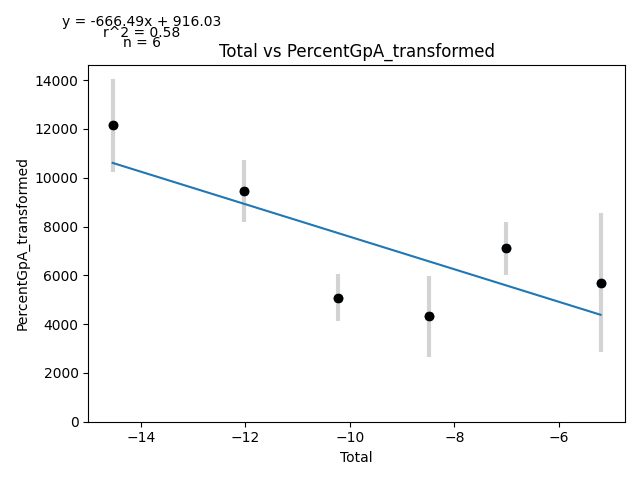 y = -666.49x + 916.03
r^2 = 0.58
n = 6
Total vs PercentGpA_transformed
14000
12000
10000
8000
6000
4000
2000
0
PercentGpA_transformed
−14
−12
−10
−8
−6
Total